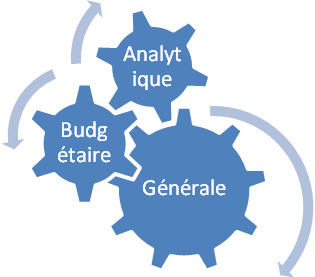 Analyt
ique
Budg
étaire
Générale